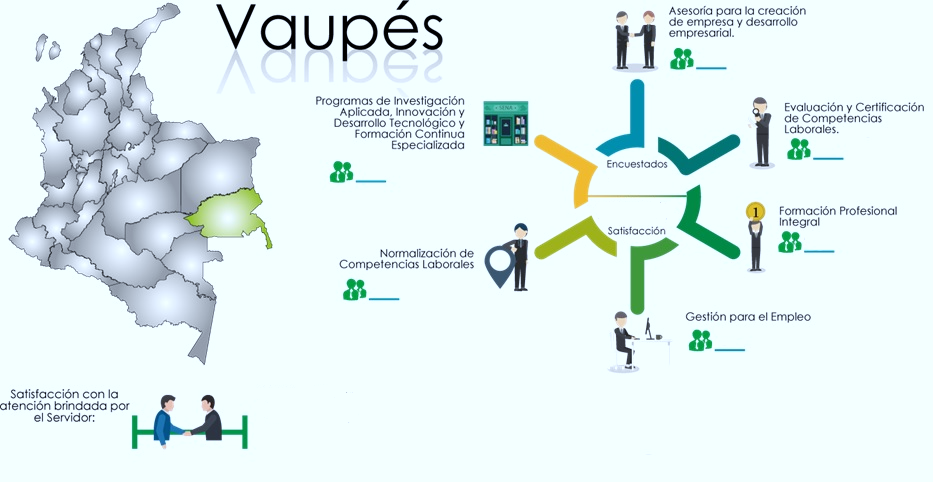 Vaupés
Asesoría para la creación
de empresa y desarrollo
empresarial.
Programas de Investigación
Aplicada, Innovación y
Desarrollo Tecnológico y
Formación Continua
Especializada
Evaluación y Certificación
de Competencias
Laborales.
Encuestados
Formación Profesional
Integral
1
Satisfacción
Normalización de
Competencias Laborales
Gestión para el Empleo
Satisfacción con la
atención brindada por
el Servidor: